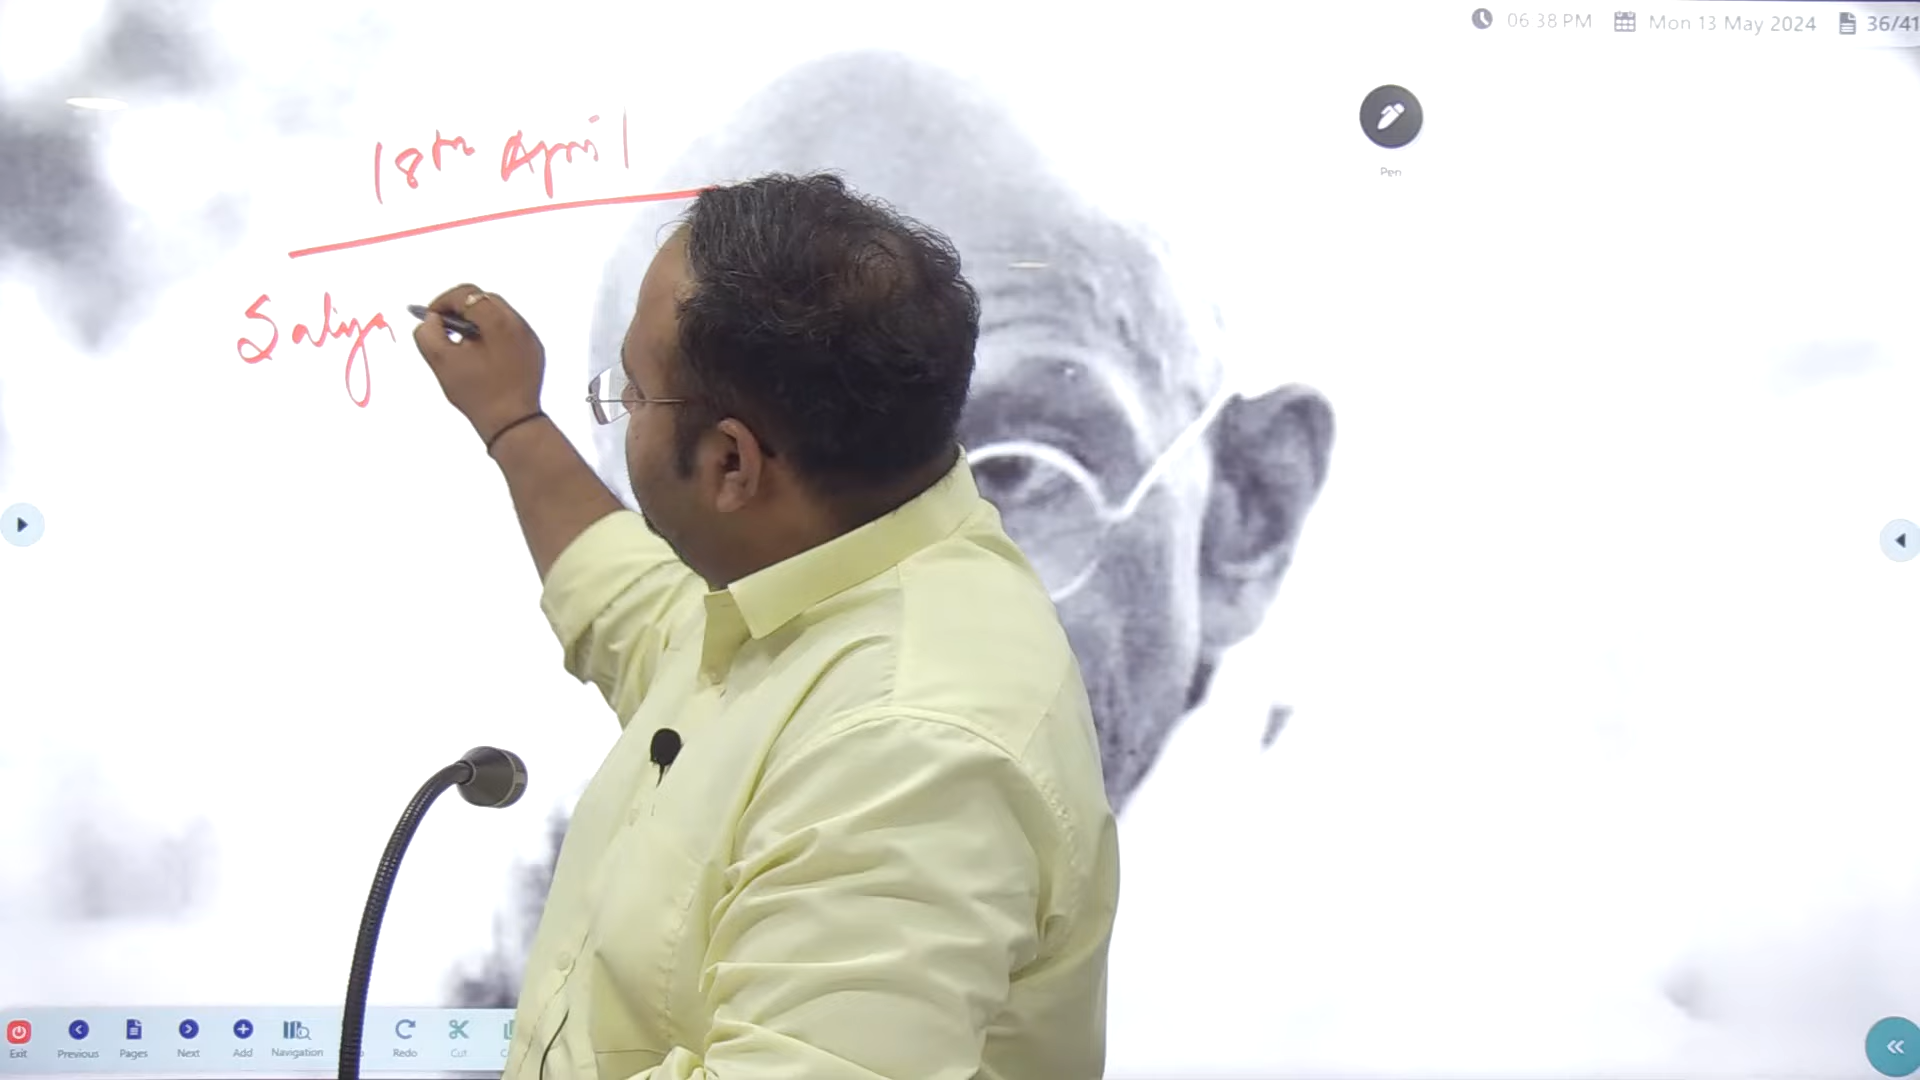 06 38 PM Mon 13 May 2024 36/41
Pen
18th April
Satya
Exit Previous Pages Next Add Navigation Redo Cut